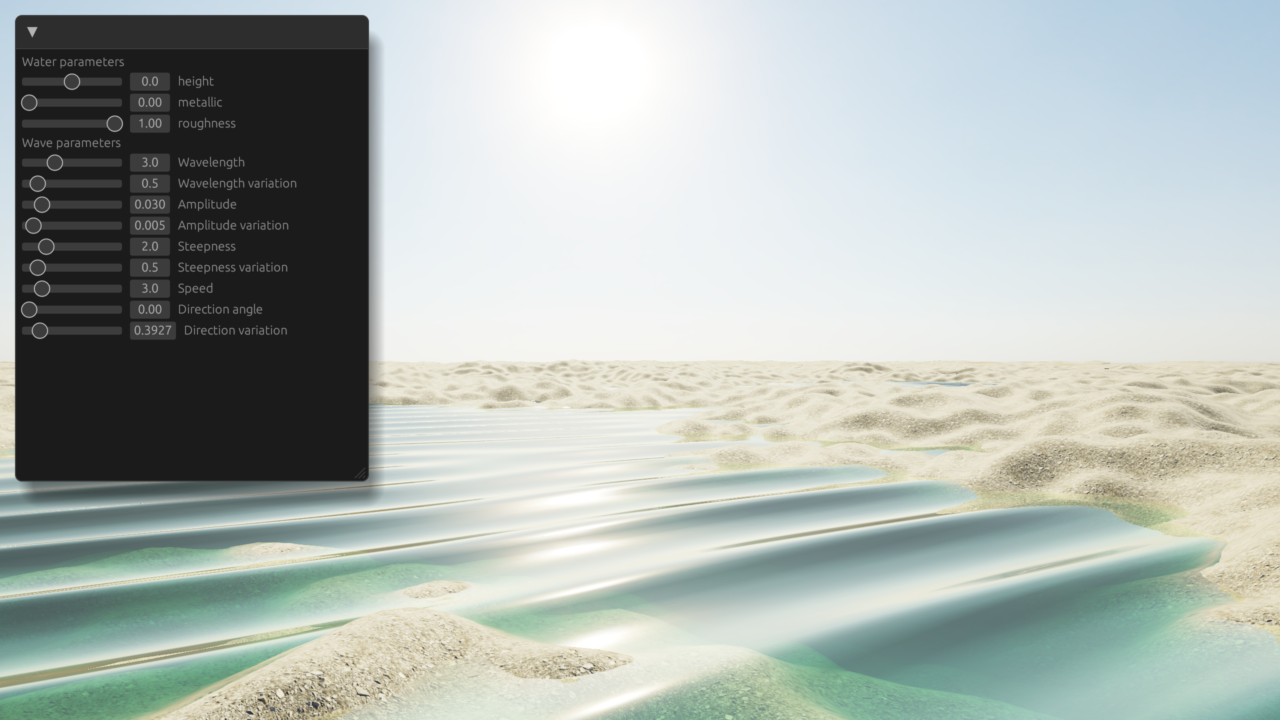 Water parameters
0.0 height
0.00 metallic
1.00 roughness
Wave parameters
3.0 Wavelength
0.5 Wavelength variation
0.030 Amplitude
0.005 Amplitude variation
2.0 Steepness
0.5 Steepness variation
3.0 Speed
0.00 Direction angle
0.3927 Direction variation